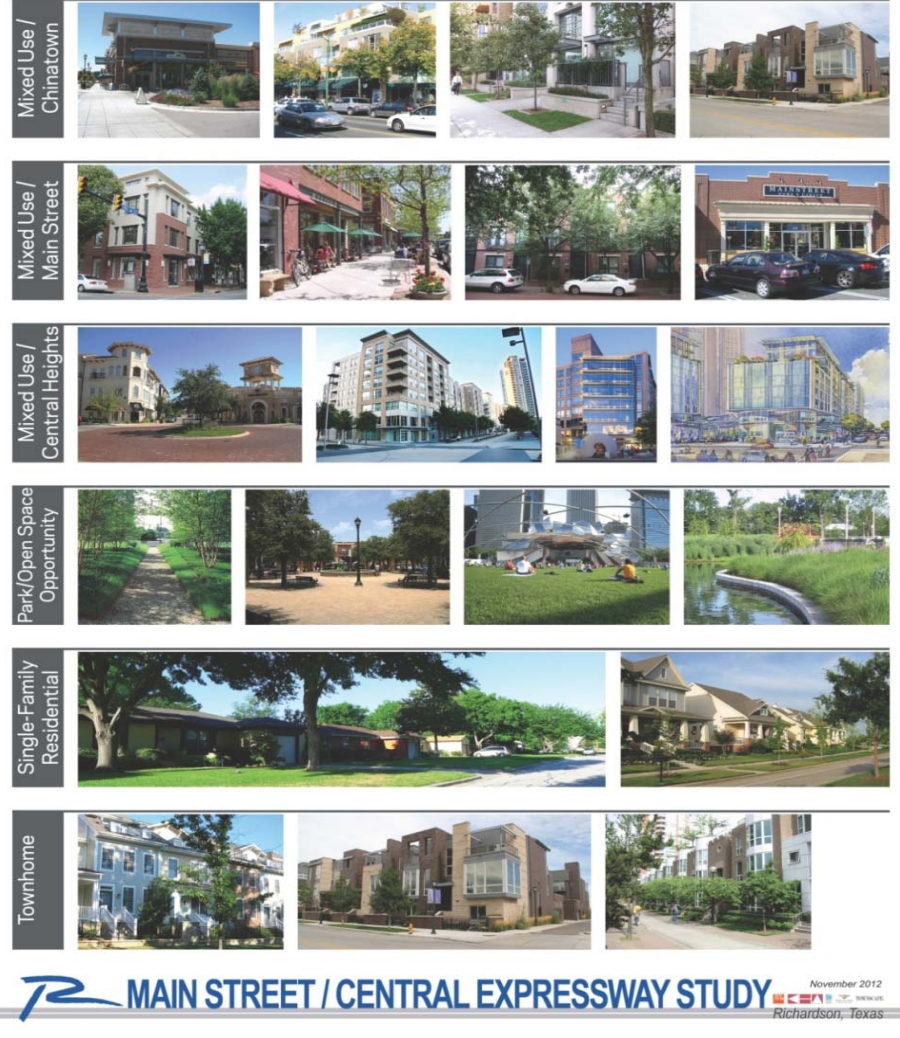 Mixed Use /
Chinatown
Mixed Use /
Main Street
MAINSTREET
Mixed Use /
Central Heights
Park/Open Space
Opportunity
Single-Family
Residential
Townhome
R MAIN STREET / CENTRAL EXPRESSWAY STUDY
November 2012
Richardson, Texas